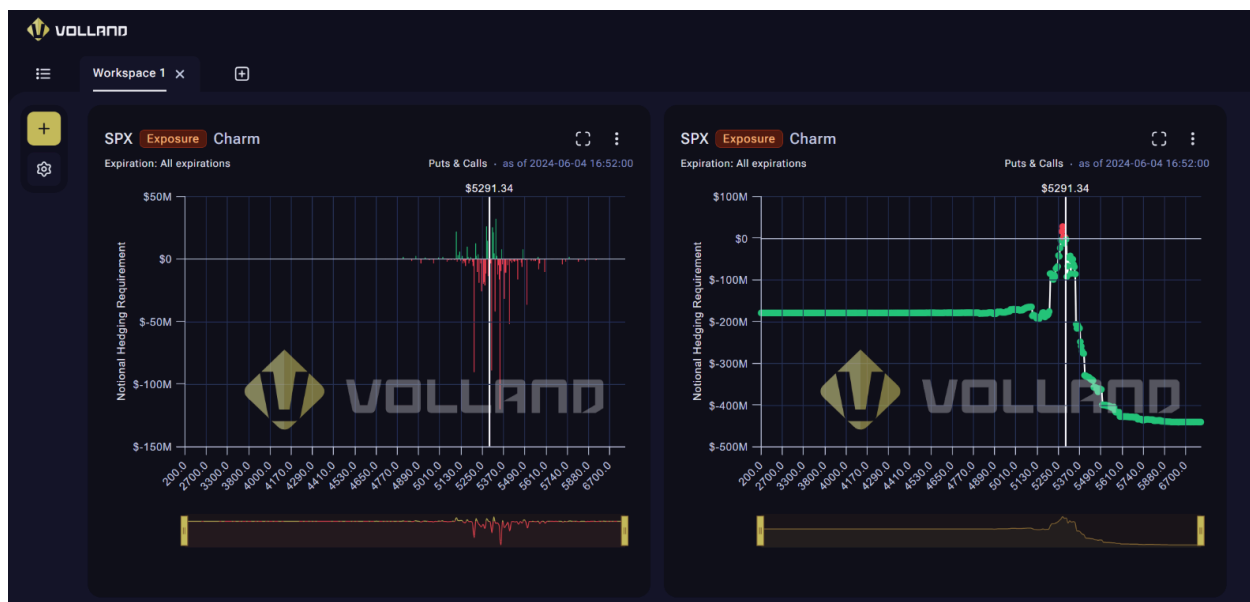 VOLLAND
Workspace 1
SPX Exposure Charm
Expiration: All expirations
Puts & Calls · as of 2024-06-04 16:52:00
$5291.34
$50M
$0
$-50M
$-100M
$-150M
Notional Hedging Requirement
VOLLAND
200.0 2700.0 3300.0 3800.0 4000.0 4170.0 4290.0 4410.0 4530.0 4650.0 4770.0 4890.0 5010.0 5130.0 5250.0 5370.0 5490.0 5610.0 5740.0 5880.0 6700.0
SPX Exposure Charm
Expiration: All expirations
Puts & Calls · as of 2024-06-04 16:52:00
$5291.34
$100M
$0
$-100M
$-200M
$-300M
$-400M
$-500M
Notional Hedging Requirement
VOLLAND
200.0 2700.0 3300.0 3800.0 4000.0 4170.0 4290.0 4410.0 4530.0 4650.0 4770.0 4890.0 5010.0 5130.0 5250.0 5370.0 5490.0 5610.0 5740.0 5880.0 6700.0